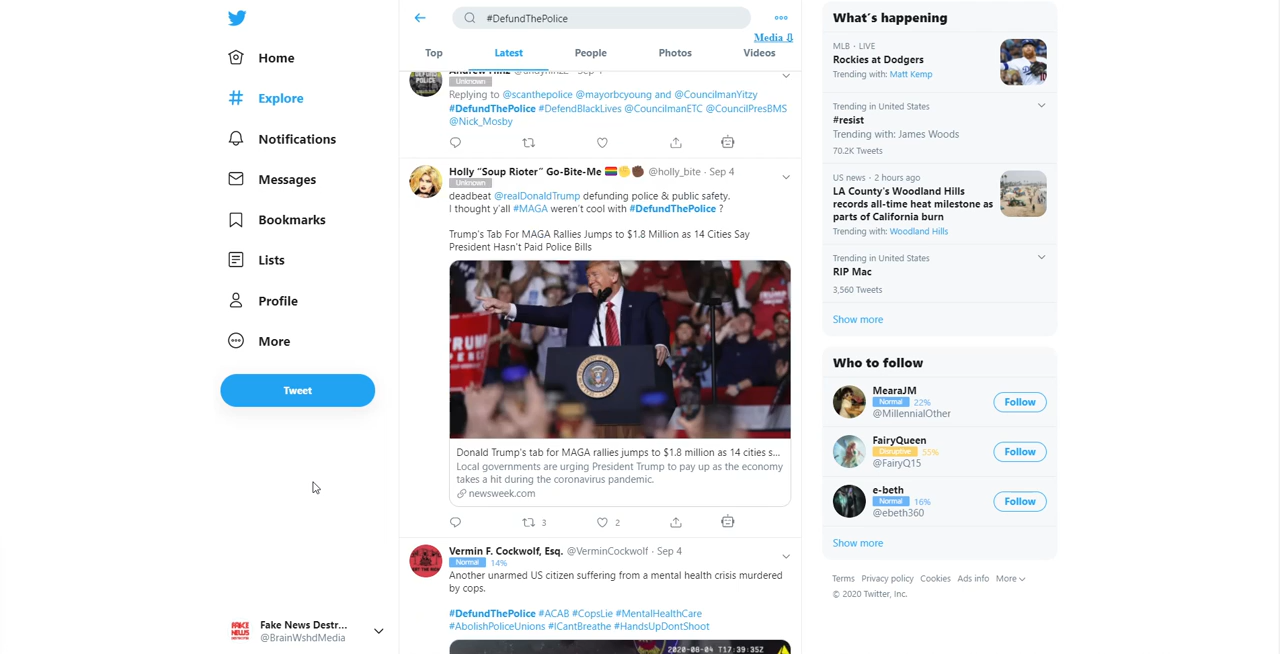 #DefundThePolice
Media ⇩
Top Latest People Photos Videos
Home
Explore
Notifications
Messages
Bookmarks
Lists
Profile
More
Tweet
Fake News Destr...
@BrainWshdMedia
Unknown
Replying to @scanthepolice @mayorbcyoung and @CouncilmanYitzy
#DefundThePolice #DefendBlackLives @CouncilmanETC @CouncilPresBMS
@Nick_Mosby
Holly “Soup Rioter” Go-Bite-Me @holly_bite · Sep 4
Unknown
deadbeat @realDonaldTrump defunding police & public safety.
I thought y'all #MAGA weren't cool with #DefundThePolice ?
Trump's Tab For MAGA Rallies Jumps to $1.8 Million as 14 Cities Say
President Hasn't Paid Police Bills
Donald Trump's tab for MAGA rallies jumps to $1.8 million as 14 cities s...
Local governments are urging President Trump to pay up as the economy
takes a hit during the coronavirus pandemic.
newsweek.com
3 2
Vermin F. Cockwolf, Esq. @VerminCockwolf · Sep 4
Normal 14%
Another unarmed US citizen suffering from a mental health crisis murdered
by cops.
#DefundThePolice #ACAB #CopsLie #MentalHealthCare
#AbolishPoliceUnions #ICantBreathe #HandsUpDontShoot
2020-08-04 T17:39:35Z
What's happening
MLB · LIVE
Rockies at Dodgers
Trending with: Matt Kemp
Trending in United States
#resist
Trending with: James Woods
70.2K Tweets
US news · 2 hours ago
LA County's Woodland Hills
records all-time heat milestone as
parts of California burn
Trending with: Woodland Hills
Trending in United States
RIP Mac
3,560 Tweets
Show more
Who to follow
MearaJM
Normal 22%
@MillennialOther
Follow
FairyQueen
Disruptive 55%
@FairyQ15
Follow
e-beth
Normal 16%
@ebeth360
Follow
Show more
Terms Privacy policy Cookies Ads info More
© 2020 Twitter, Inc.